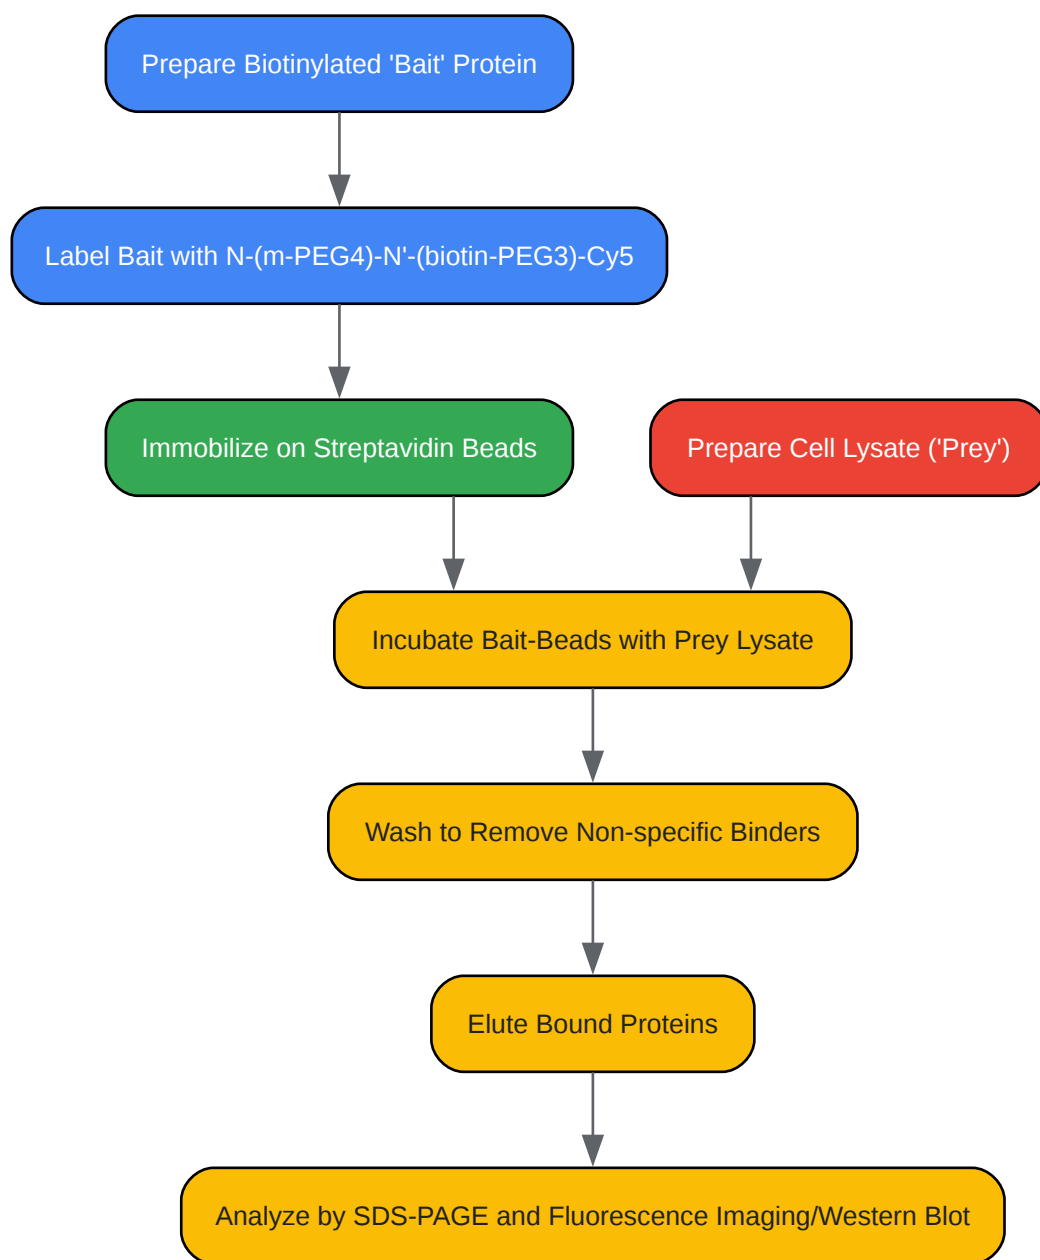 Prepare Biotinylated 'Bait' Protein
Label Bait with N-(m-PEG4)-N'-(biotin-PEG3)-Cy5
Immobilize on Streptavidin Beads
Prepare Cell Lysate ('Prey')
Incubate Bait-Beads with Prey Lysate
Wash to Remove Non-specific Binders
Elute Bound Proteins
Analyze by SDS-PAGE and Fluorescence Imaging/Western Blot